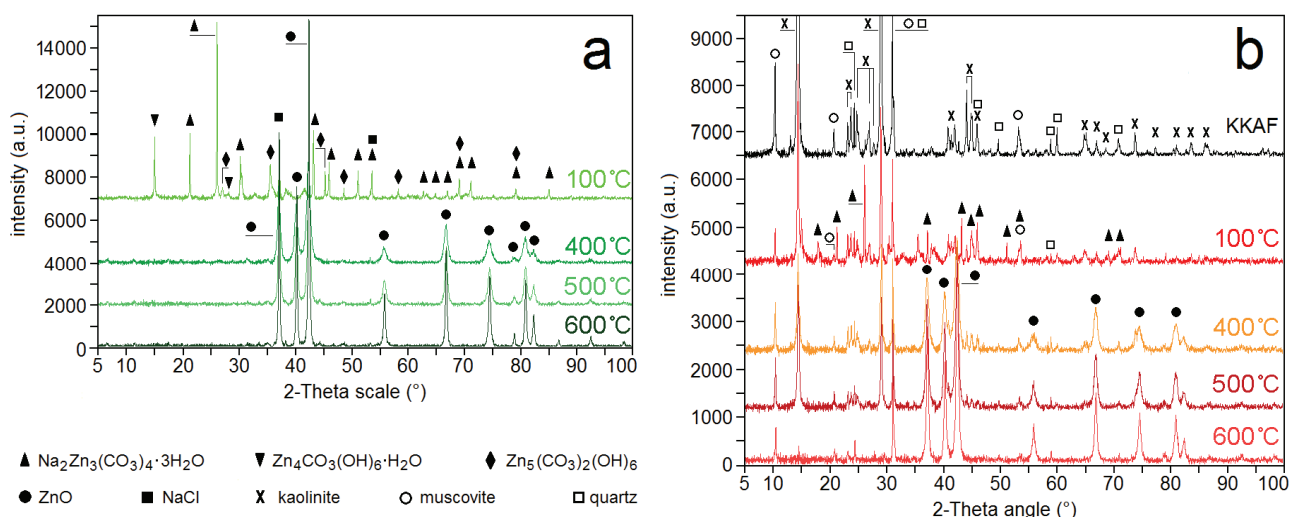 a
intensity (a.u.)
14000
12000
10000
8000
6000
4000
2000
0
100°C
400°C
500°C
600°C
5 10 20 30 40 50 60 70 80 90 100
2-Theta scale (°)
b
intensity (a.u.)
9500
8000
7000
5200
4000
3000
2000
1000
0
KKAF
100°C
400°C
500°C
600°C
5 10 20 30 40 50 60 70 80 90 100
2-Theta angle (°)
▲ Na₂Zn₃(CO₃)₄·3H₂O ▼ Zn₄CO₃(OH)₆·H₂O ♦ Zn₅(CO₃)₂(OH)₆
● ZnO ■ NaCl x kaolinite ○ muscovite □ quartz